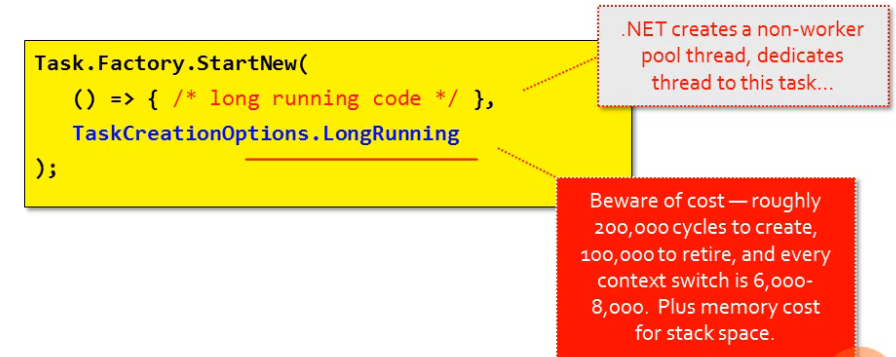 .NET creates a non-worker
pool thread, dedicates
thread to this task…
Task.Factory.StartNew(
() => { /* long running code */ },
TaskCreationOptions.LongRunning
);
Beware of cost — roughly
200,000 cycles to create,
100,000 to retire, and every
context switch is 6,000-
8,000. Plus memory cost
for stack space.